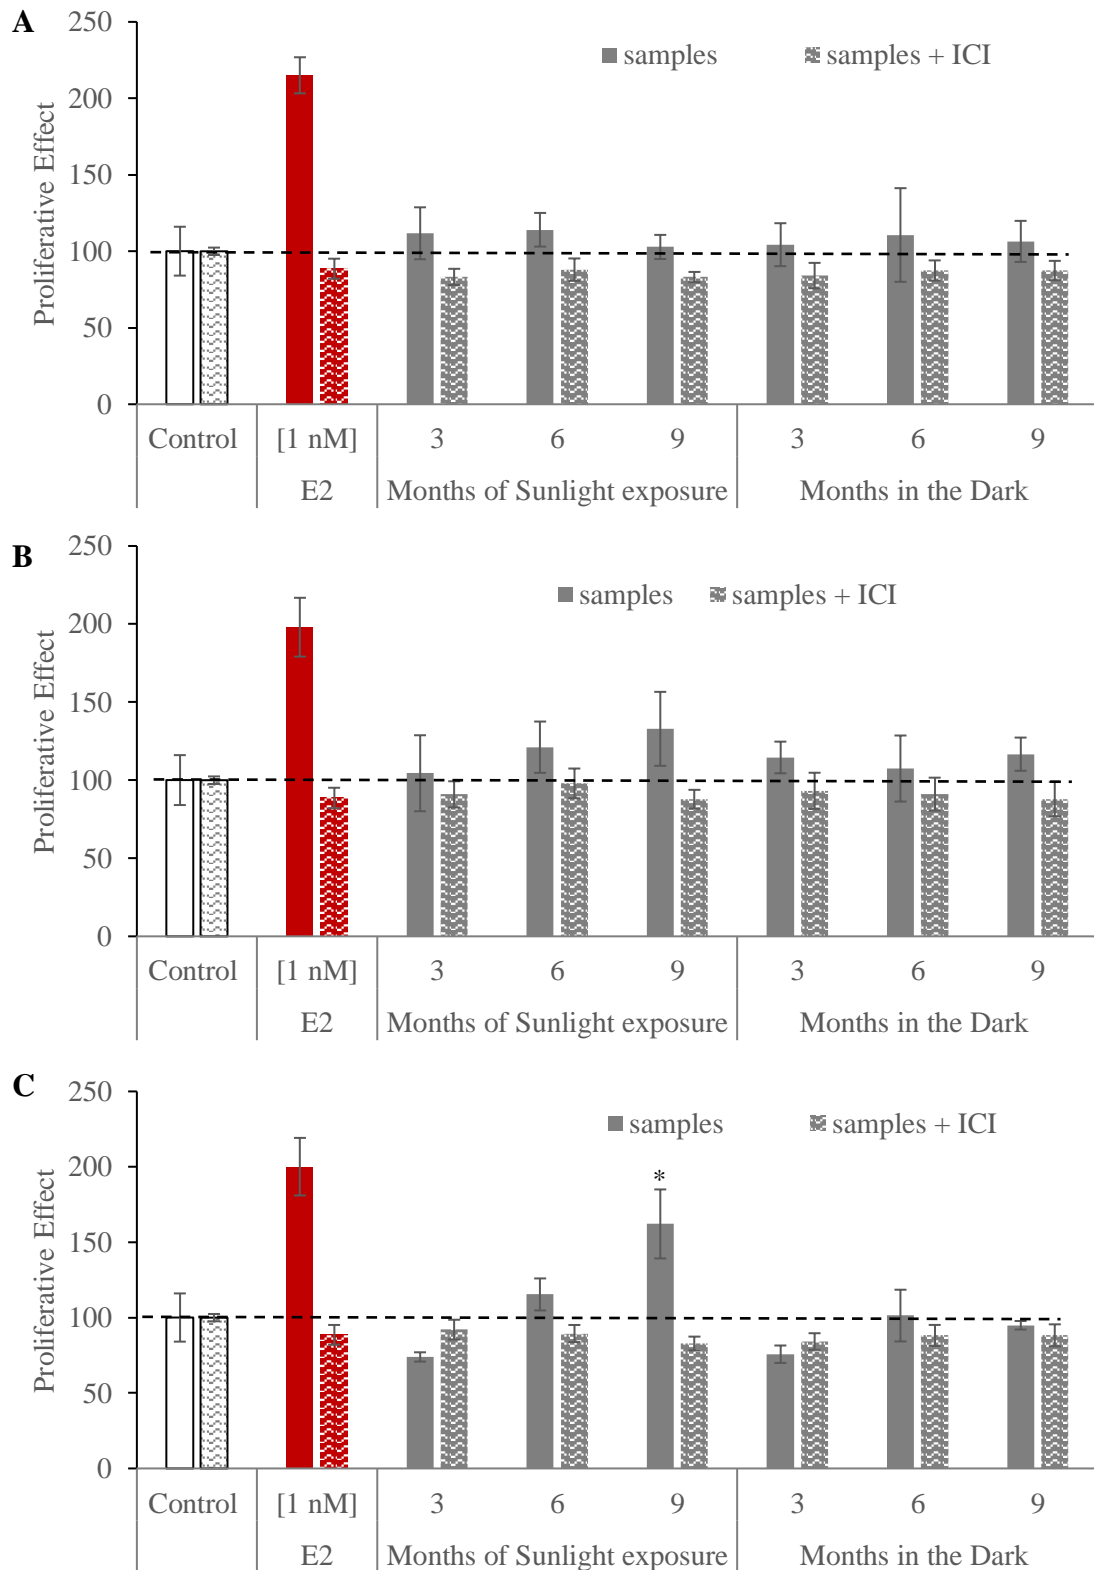 A
250
samples samples + ICI
200
150
100
50
0
Proliferative Effect
Control [1 nM] 3 6 9 3 6 9
E2 Months of Sunlight exposure Months in the Dark
B
250
samples samples + ICI
200
150
100
50
0
Proliferative Effect
Control [1 nM] 3 6 9 3 6 9
E2 Months of Sunlight exposure Months in the Dark
C
250
samples samples + ICI
200
*
150
100
50
0
Proliferative Effect
Control [1 nM] 3 6 9 3 6 9
E2 Months of Sunlight exposure Months in the Dark